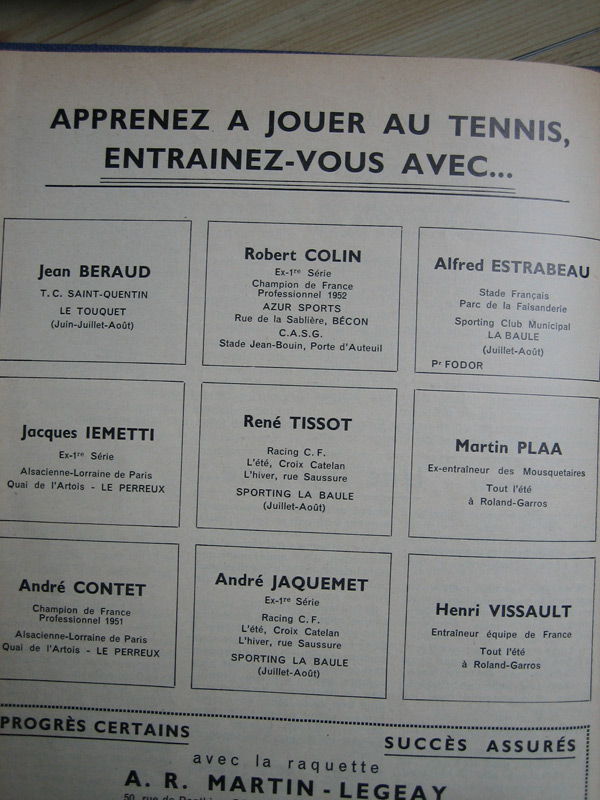 APPRENEZ A JOUER AU TENNIS,
ENTRAINEZ-VOUS AVEC...
Jean BERAUD
T.C. SAINT-QUENTIN
LE TOUQUET
(Juin-Juillet-Août)
Robert COLIN
Ex-1re Série
Champion de France
Professionnel 1952
AZUR SPORTS
Rue de la Sablière, BÉCON
C.A.S.G.
Stade Jean-Bouin, Porte d'Auteuil
Alfred ESTRABEAU
Stade Français
Parc de la Faisanderie
Sporting Club Municipal
LA BAULE
(Juillet-Août)
Pr FODOR
Jacques IEMETTI
Ex-1re Série
Alsacienne-Lorraine de Paris
Quai de l'Artois - LE PERREUX
René TISSOT
Racing C.F.
L'été, Croix Catelan
L'hiver, rue Saussure
SPORTING LA BAULE
(Juillet-Août)
Martin PLAA
Ex-entraîneur des Mousquetaires
Tout l'été
à Roland-Garros
André CONTET
Champion de France
Professionnel 1951
Alsacienne-Lorraine de Paris
Quai de l'Artois - LE PERREUX
André JAQUEMET
Ex-1re Série
Racing C.F.
L'été, Croix Catelan
L'hiver, rue Saussure
SPORTING LA BAULE
(Juillet-Août)
Henri VISSAULT
Entraîneur équipe de France
Tout l'été
à Roland-Garros
PROGRÈS CERTAINS
SUCCÈS ASSURÉS
avec la raquette
A. R. MARTIN-LEGEAY
50, rue de